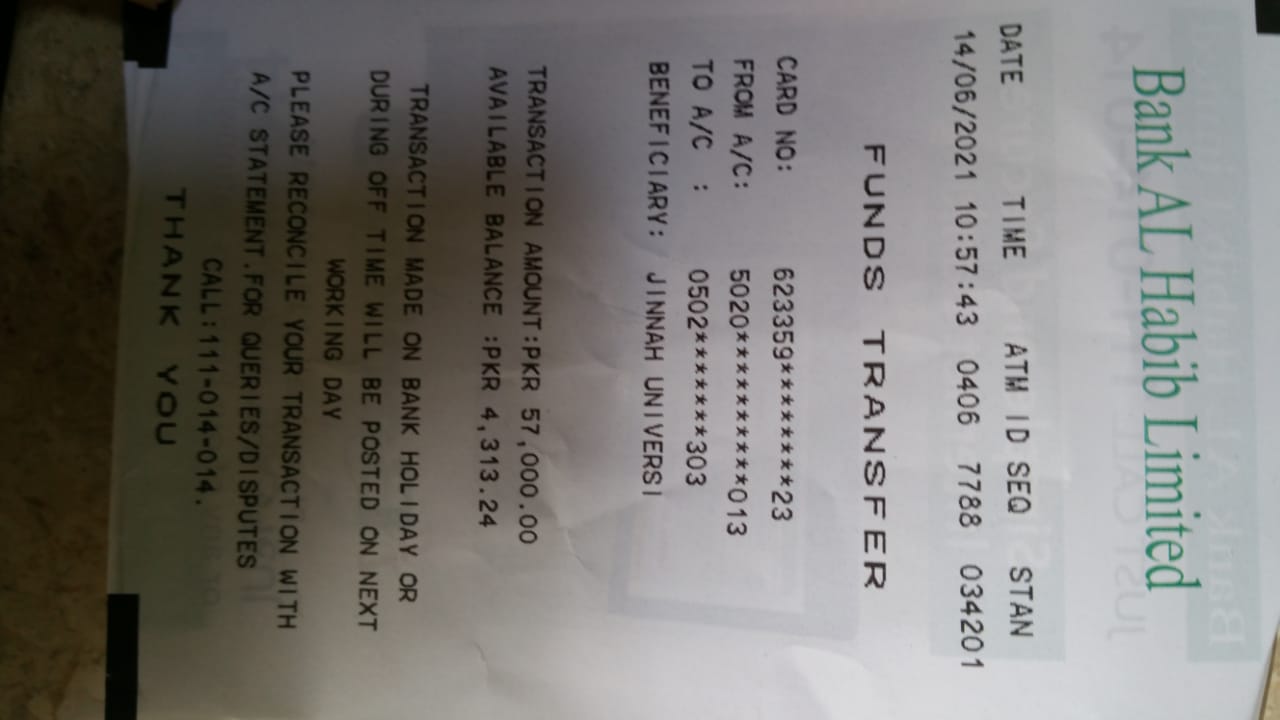 Bank AL Habib Limited
DATE TIME ATM ID SEQ STAN
14/06/2021 10:57:43 0406 7788 034201
FUNDS TRANSFER
CARD NO: 623359********23
FROM A/C: 5020**********013
TO A/C : 0502*******303
BENEFICIARY: JINNAH UNIVERSI
TRANSACTION AMOUNT:PKR 57,000.00
AVAILABLE BALANCE :PKR 4,313.24
TRANSACTION MADE ON BANK HOLIDAY OR
DURING OFF TIME WILL BE POSTED ON NEXT
WORKING DAY
PLEASE RECONCILE YOUR TRANSACTION WITH
A/C STATEMENT.FOR QUERIES/DISPUTES
CALL:111-014-014.
THANK YOU